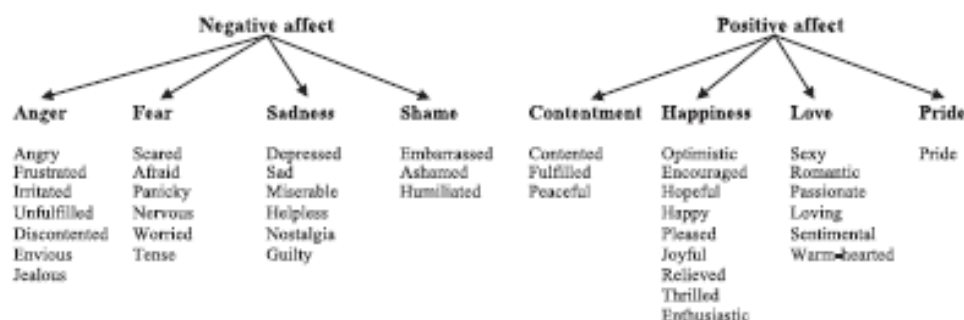 Negative affect Positive affect
Anger Fear Sadness Shame Contentment Happiness Love Pride
Angry Scared Depressed Embarrassed Contented Optimistic Sexy Pride
Frustrated Afraid Sad Ashamed Fulfilled Encouraged Romantic
Irritated Panicky Miserable Humiliated Peaceful Hopeful Passionate
Unfulfilled Nervous Helpless Happy Loving
Discontented Worried Nostalgia Pleased Sentimental
Envious Tense Guilty Joyful Warm-hearted
Jealous Relieved
Thrilled
Enthusiastic